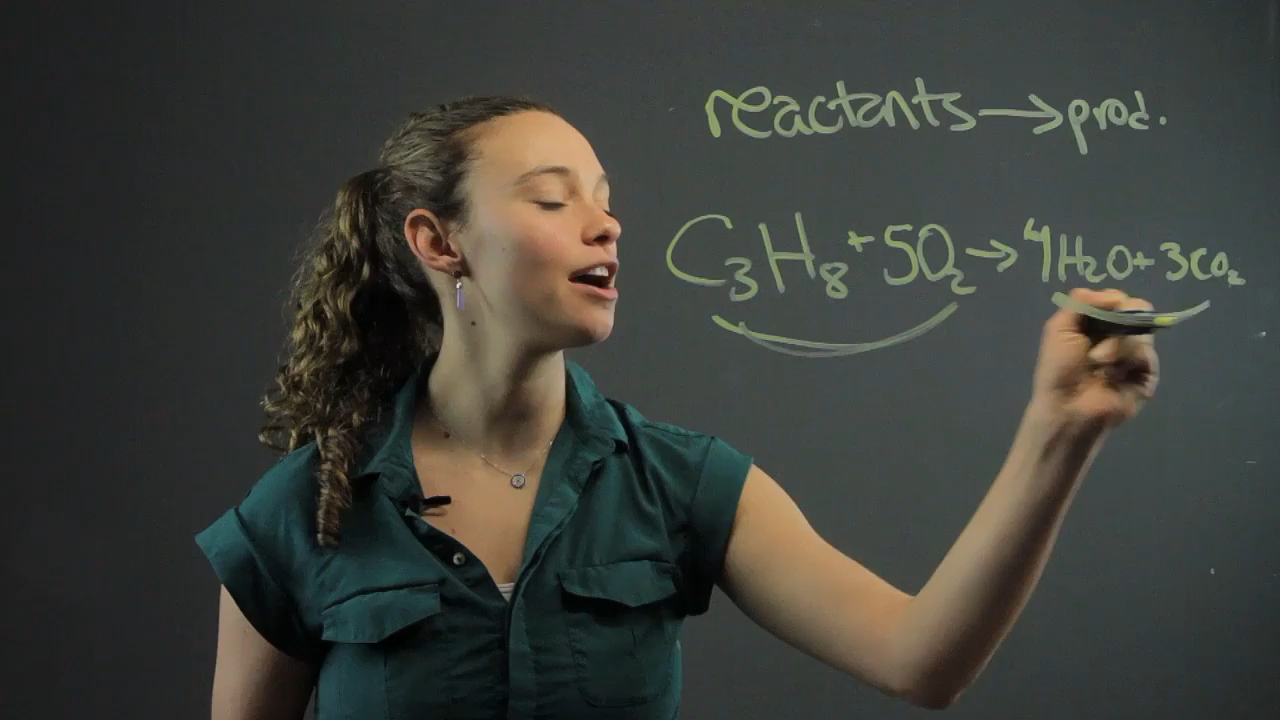 reactants → prod.
C₃H₈ + 5O₂ → 4H₂O + 3CO₂